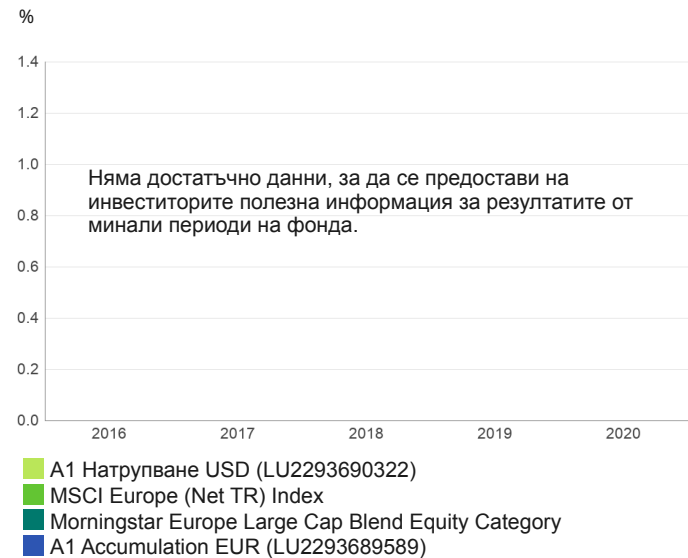 %
1.4
1.2
1.0
Няма достатъчно данни, за да се предостави на
инвеститорите полезна информация за резултатите от
0.8
минали периоди на фонда.
0.6
0.4
0.2
0.0
2016 2017 2018 2019 2020
A1 Натрупване USD (LU2293690322)
MSCI Europe (Net TR) Index
Morningstar Europe Large Cap Blend Equity Category
A1 Accumulation EUR (LU2293689589)